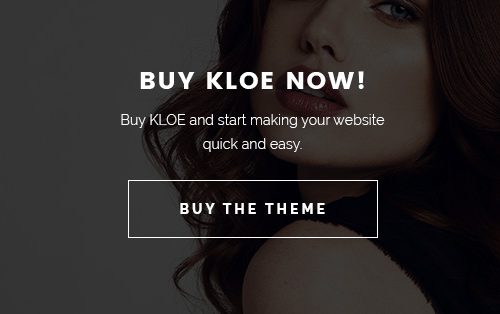 BUY KLOE NOW!
Buy KLOE and start making your website
quick and easy.
BUY THE THEME